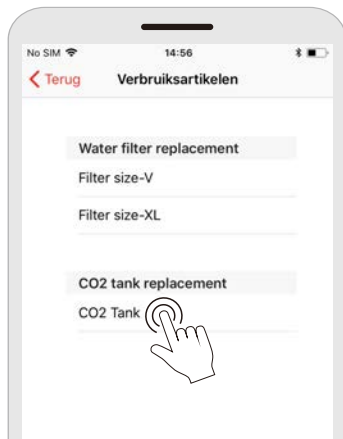 No SIM 14:56
Terug Verbruiksartikelen
Water filter replacement
Filter size-V
Filter size-XL
CO2 tank replacement
CO2 Tank